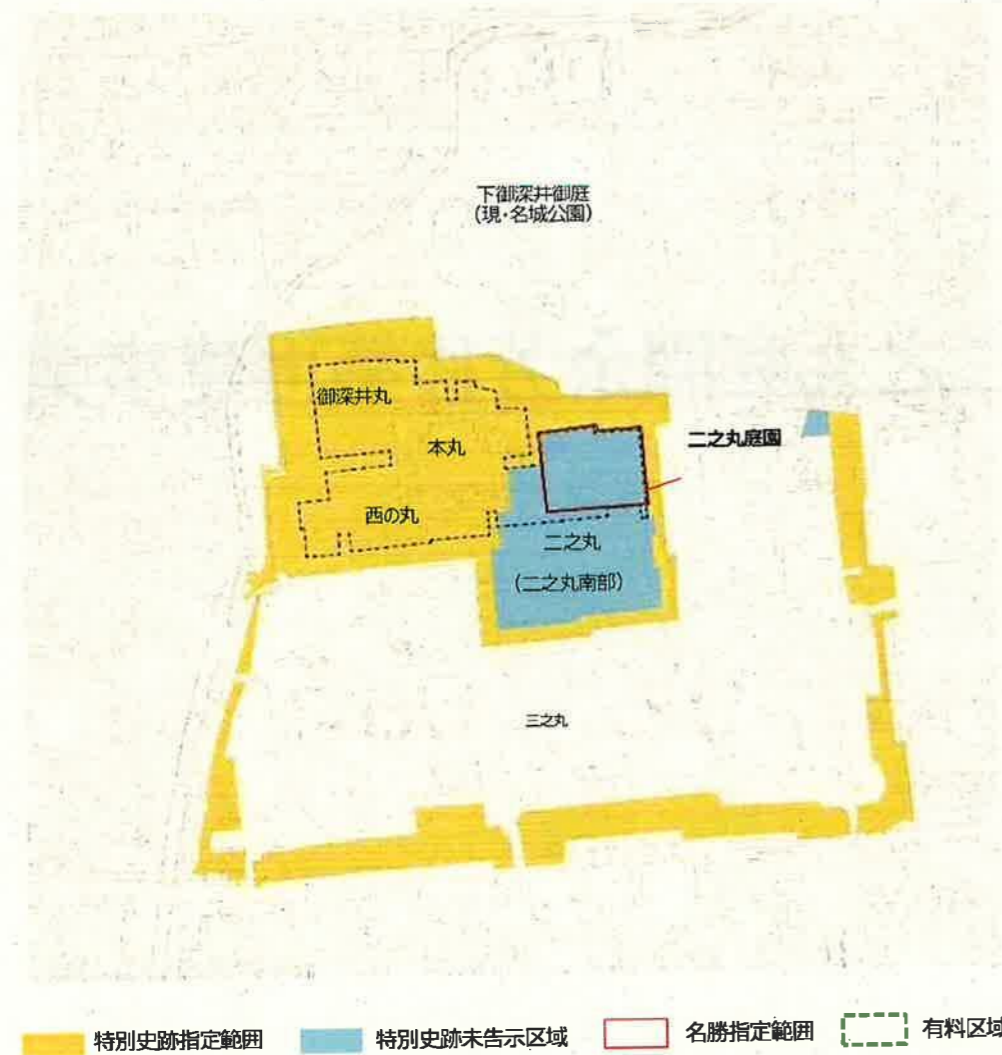 下御深井御庭
(現・名城公園)
御深井丸
本丸
二之丸庭園
西の丸
二之丸
(二之丸南部)
三之丸
特別史跡指定範囲
特別史跡未告示区域
名勝指定範囲
有料区域